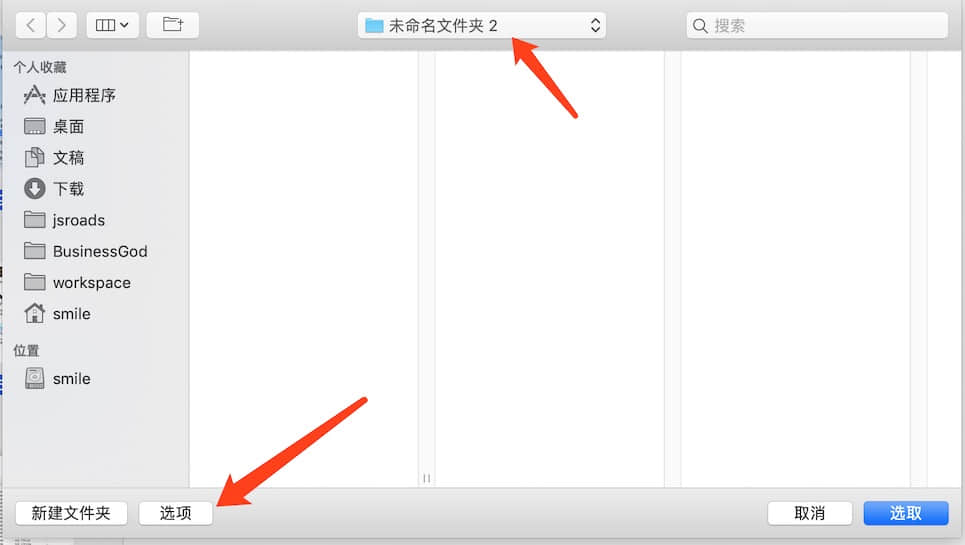 未命名文件夹 2
搜索
个人收藏
应用程序
桌面
文稿
下载
jsroads
BusinessGod
workspace
smile
位置
smile
新建文件夹
选项
取消
选取